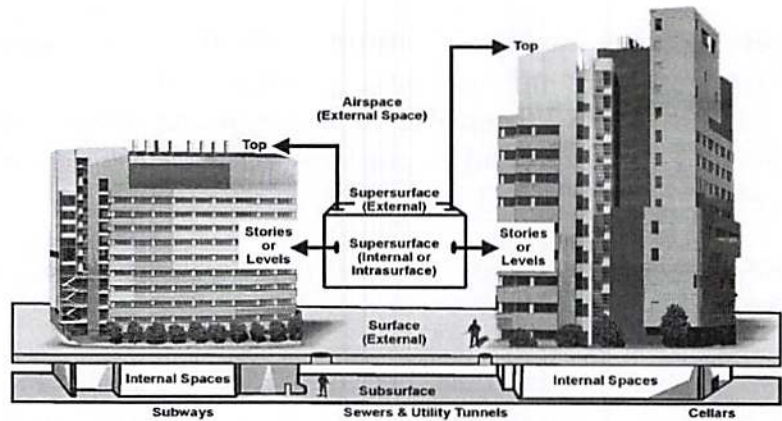 Top
Airspace
(External Space)
Top
Supersurface
(External)
Stories
or
Levels
Supersurface
(Internal or
Intrasurface)
Stories
or
Levels
Surface
(External)
Internal Spaces
Internal Spaces
Subsurface
Subways
Sewers & Utility Tunnels
Cellars